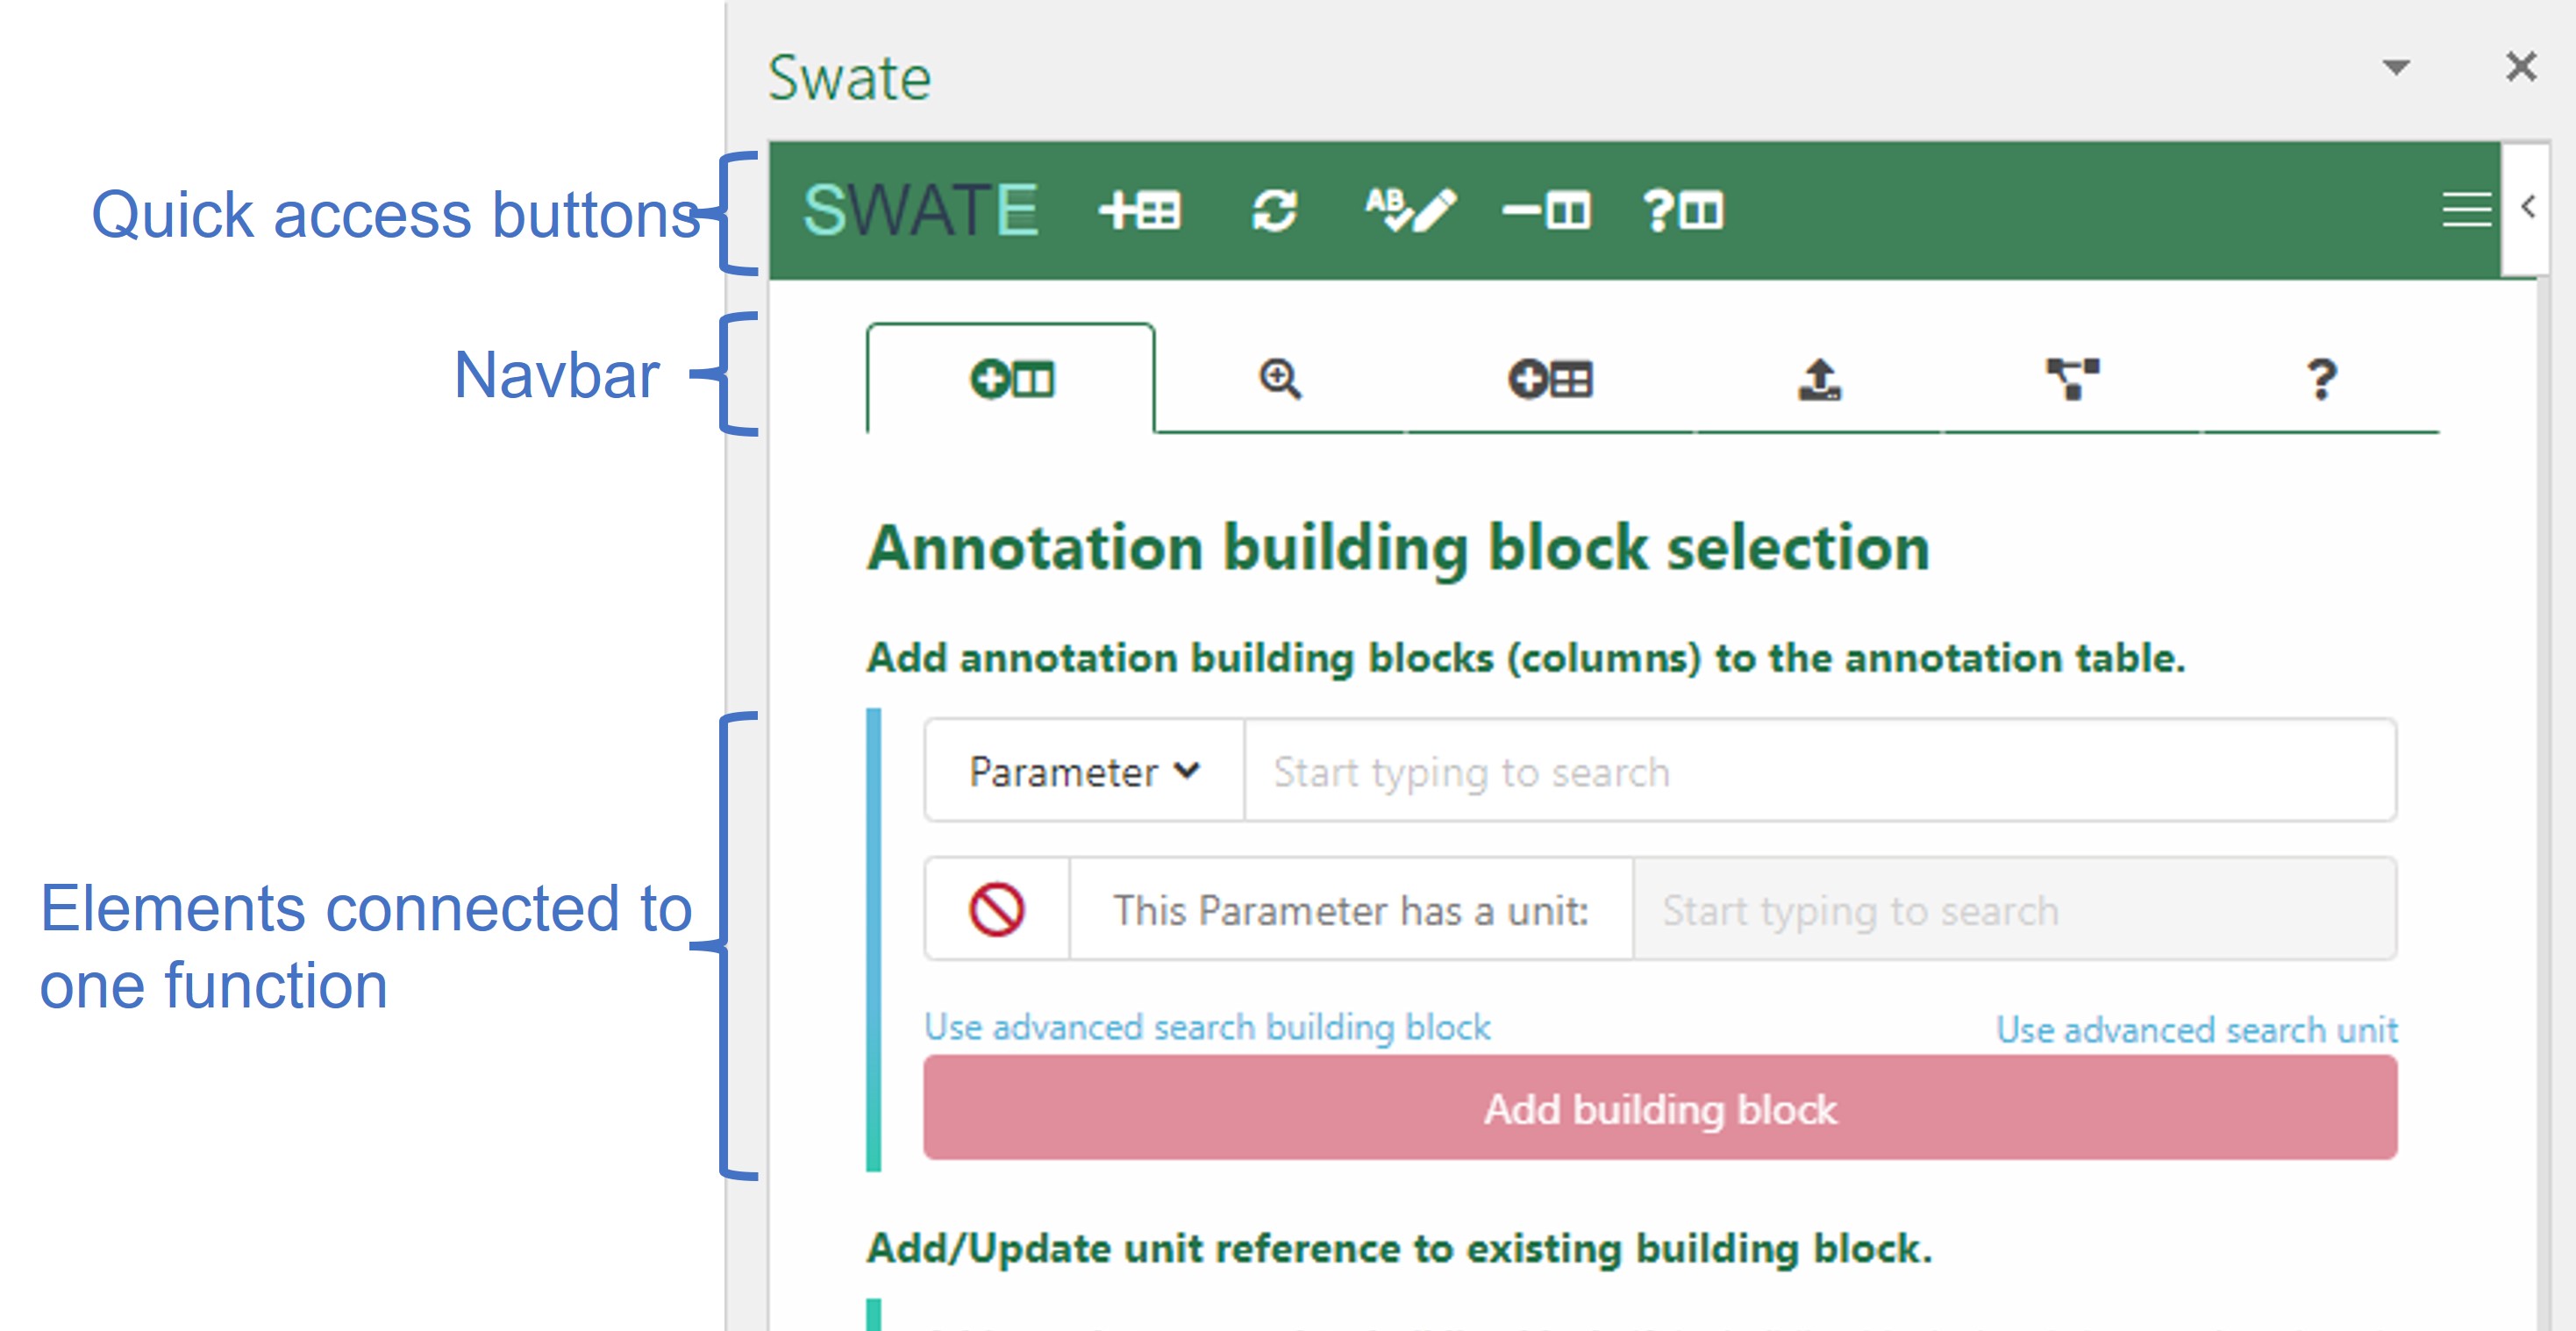 Swate
Quick access buttons
SWATE
AB
Navbar
Annotation building block selection
Add annotation building blocks (columns) to the annotation table.
Elements connected to
one function
Parameter
Start typing to search
This Parameter has a unit:
Start typing to search
Use advanced search building block
Use advanced search unit
Add building block
Add/Update unit reference to existing building block.